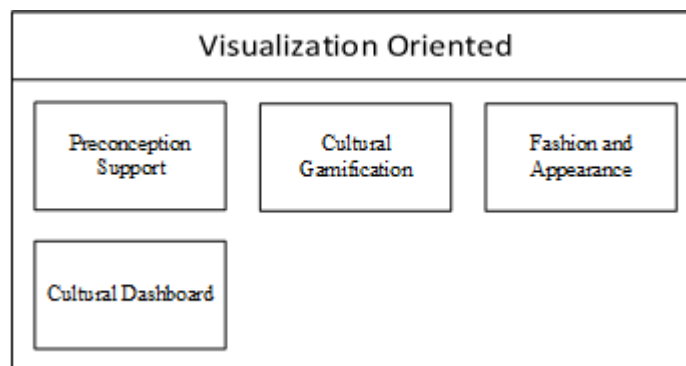 Visualization Oriented
Preconception
Support
Cultural
Gamification
Fashion and
Appearance
Cultural Dashboard